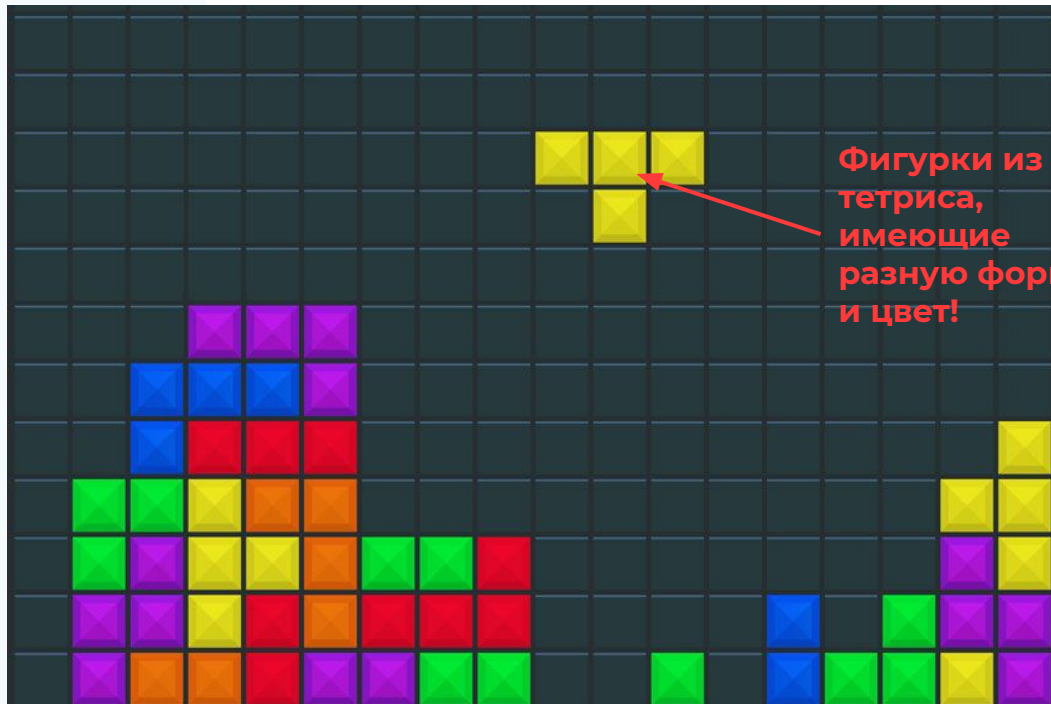 Фигурки из
тетриса,
имеющие
разную
и цвет!